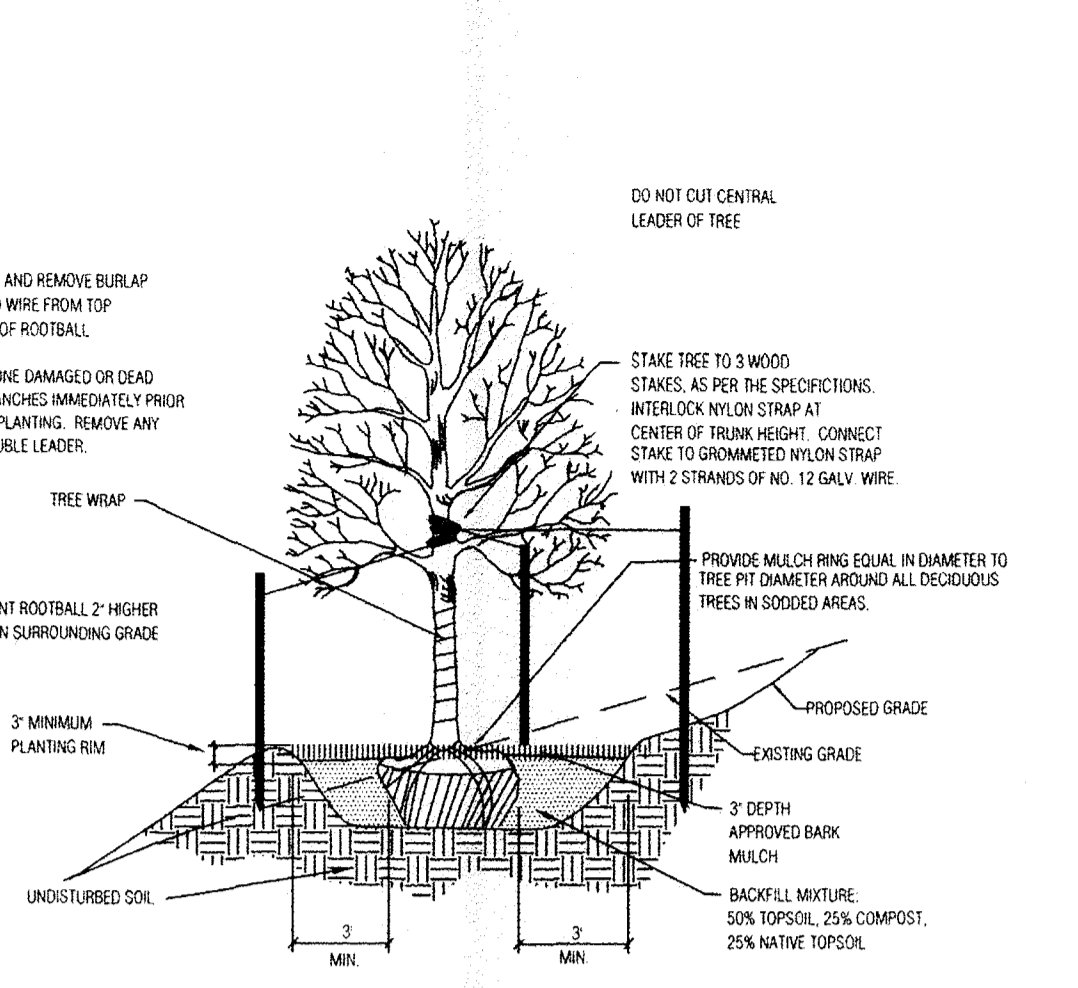 DO NOT CUT CENTRAL
LEADER OF TREE
AND REMOVE BURLAP
WIRE FROM TOP
OF ROOTBALL
DAMAGED OR DEAD
IMMEDIATELY PRIOR
PLANTING. REMOVE ANY
LEADER.
STAKE TREE TO 3 WOOD
STAKES, AS PER THE SPECIFICTIONS.
INTERLOCK NYLON STRAP AT
CENTER OF TRUNK HEIGHT. CONNECT
STAKE TO GROMMETED NYLON STRAP
WITH 2 STRANDS OF NO. 12 GALV. WIRE.
TREE WRAP
PROVIDE MULCH RING EQUAL IN DIAMETER TO
TREE PIT DIAMETER AROUND ALL DECIDUOUS
TREES IN SODDED AREAS.
ROOTBALL 2" HIGHER
SURROUNDING GRADE
3" MINIMUM
PLANTING RIM
PROPOSED GRADE
EXISTING GRADE
3" DEPTH
APPROVED BARK
MULCH
UNDISTURBED SOIL
BACKFILL MIXTURE:
50% TOPSOIL, 25% COMPOST,
25% NATIVE TOPSOIL
3'
MIN.
3'
MIN.